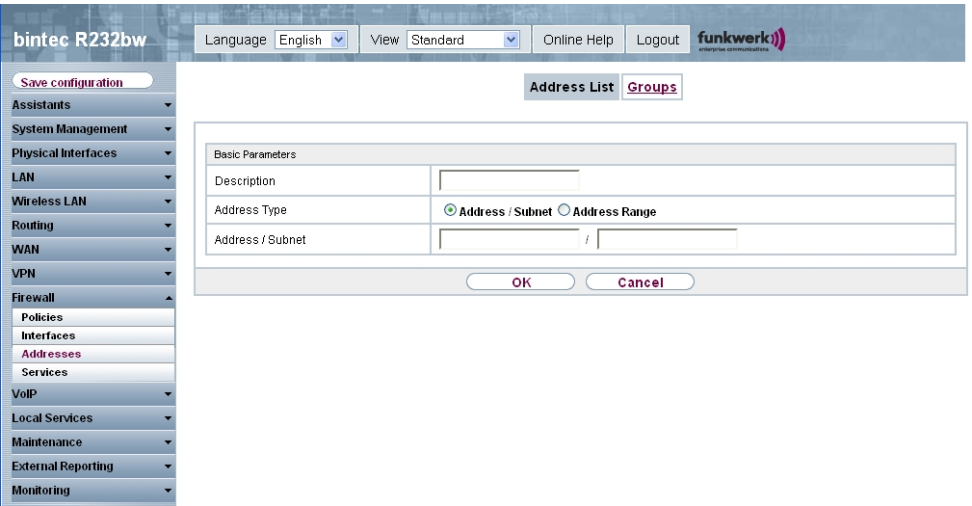 bintec R232bw
Language English View Standard Online Help Logout funkwerk
enterprise communications
Save configuration
Assistants
System Management
Physical Interfaces
LAN
Wireless LAN
Routing
WAN
VPN
Firewall
Policies
Interfaces
Addresses
Services
VoIP
Local Services
Maintenance
External Reporting
Monitoring
Address List Groups
Basic Parameters
Description
Address Type Address / Subnet Address Range
Address / Subnet /
OK Cancel